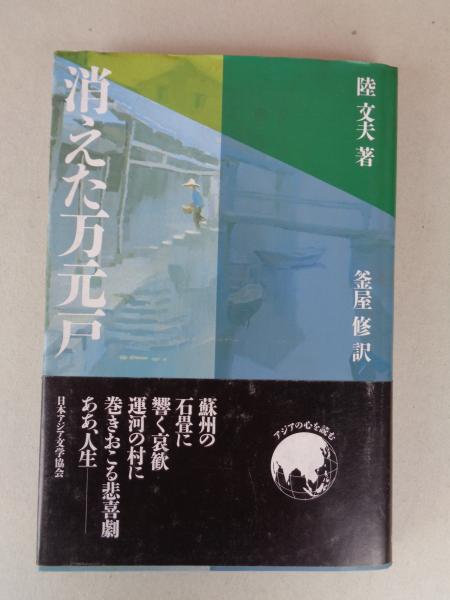 陸文夫 著
釜屋 修 訳
消えた万元戸
アジアの心を読む
蘇州の
石畳に
響く哀歓
運河の村に
巻きおこる悲喜劇
ああ、人生――
日本アジア文学協会